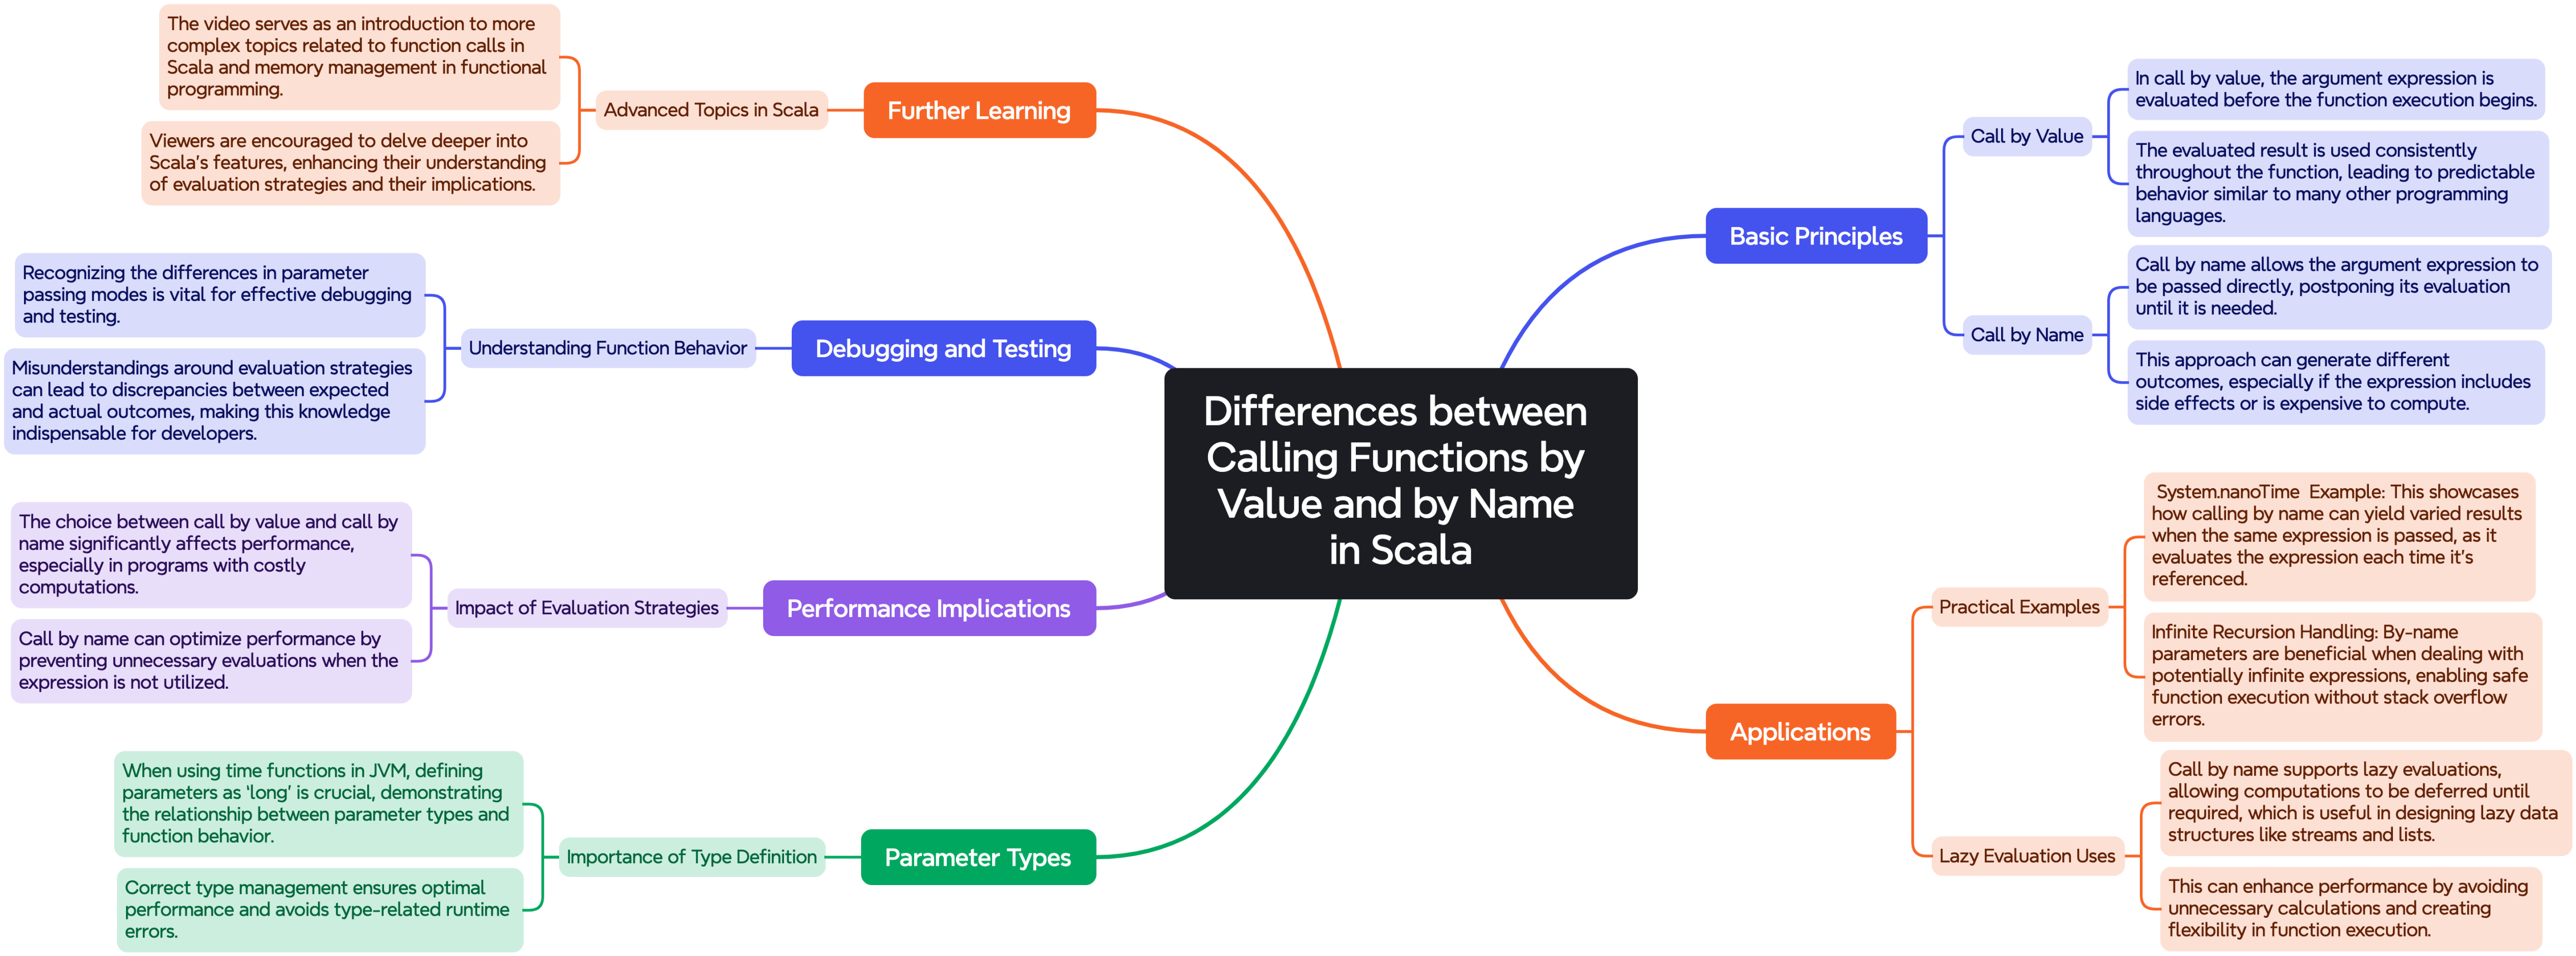 Differences between
Calling Functions by
Value and by Name
in Scala
Basic Principles
Call by Value
In call by value, the argument expression is
evaluated before the function execution begins.
The evaluated result is used consistently
throughout the function, leading to predictable
behavior similar to many other programming
languages.
Call by Name
Call by name allows the argument expression to
be passed directly, postponing its evaluation
until it is needed.
This approach can generate different
outcomes, especially if the expression includes
side effects or is expensive to compute.
Applications
Practical Examples
System.nanoTime  Example: This showcases
how calling by name can yield varied results
when the same expression is passed, as it
evaluates the expression each time it’s
referenced.
Infinite Recursion Handling: By-name
parameters are beneficial when dealing with
potentially infinite expressions, enabling safe
function execution without stack overflow
errors.
Lazy Evaluation Uses
Call by name supports lazy evaluations,
allowing computations to be deferred until
required, which is useful in designing lazy data
structures like streams and lists.
This can enhance performance by avoiding
unnecessary calculations and creating
flexibility in function execution.
Further Learning
Advanced Topics in Scala
The video serves as an introduction to more
complex topics related to function calls in
Scala and memory management in functional
programming.
Viewers are encouraged to delve deeper into
Scala’s features, enhancing their understanding
of evaluation strategies and their implications.
Debugging and Testing
Understanding Function Behavior
Recognizing the differences in parameter
passing modes is vital for effective debugging
and testing.
Misunderstandings around evaluation strategies
can lead to discrepancies between expected
and actual outcomes, making this knowledge
indispensable for developers.
Performance Implications
Impact of Evaluation Strategies
The choice between call by value and call by
name significantly affects performance,
especially in programs with costly
computations.
Call by name can optimize performance by
preventing unnecessary evaluations when the
expression is not utilized.
Parameter Types
Importance of Type Definition
When using time functions in JVM, defining
parameters as ‘long’ is crucial, demonstrating
the relationship between parameter types and
function behavior.
Correct type management ensures optimal
performance and avoids type-related runtime
errors.